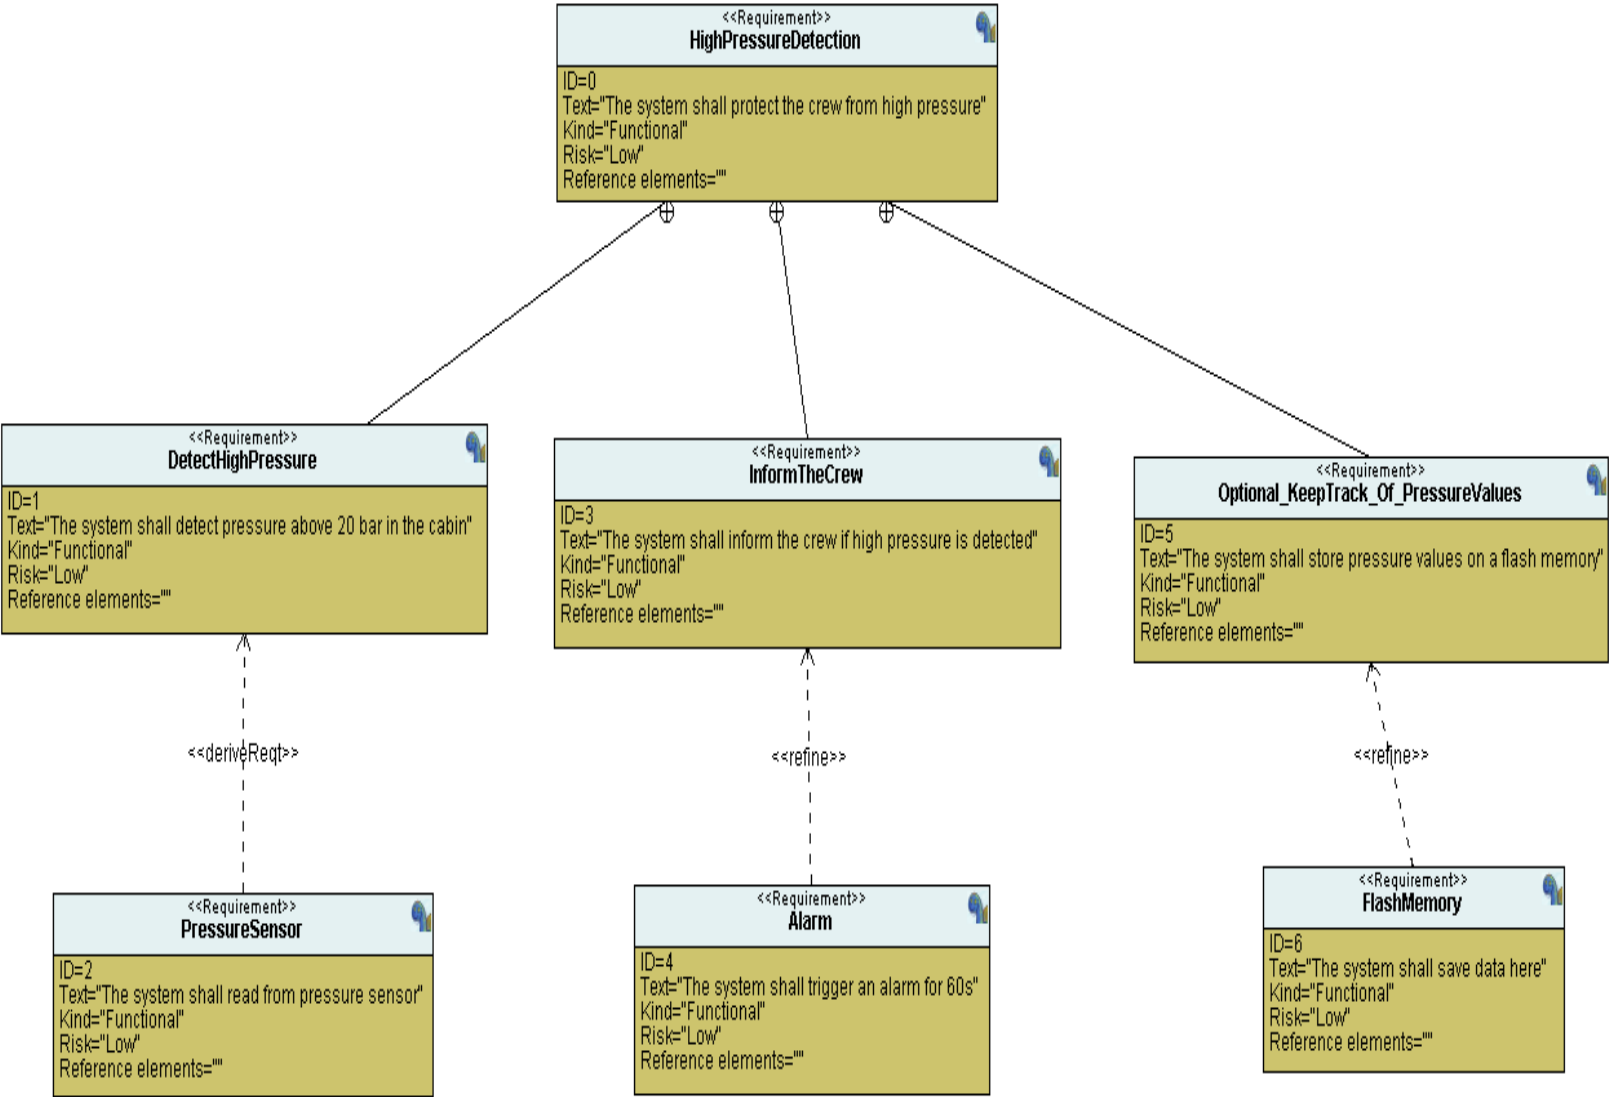 <<Requirement>>
HighPressureDetection
ID=0
Text="The system shall protect the crew from high pressure"
Kind="Functional"
Risk="Low"
Reference elements=""
<<Requirement>>
DetectHighPressure
ID=1
Text="The system shall detect pressure above 20 bar in the cabin"
Kind="Functional"
Risk="Low"
Reference elements=""
<<Requirement>>
InformTheCrew
ID=3
Text="The system shall inform the crew if high pressure is detected"
Kind="Functional"
Risk="Low"
Reference elements=""
<<Requirement>>
Optional_KeepTrack_Of_PressureValues
ID=5
Text="The system shall store pressure values on a flash memory"
Kind="Functional"
Risk="Low"
Reference elements=""
<<deriveReqt>>
<<refine>>
<<refine>>
<<Requirement>>
PressureSensor
ID=2
Text="The system shall read from pressure sensor"
Kind="Functional"
Risk="Low"
Reference elements=""
<<Requirement>>
Alarm
ID=4
Text="The system shall trigger an alarm for 60s"
Kind="Functional"
Risk="Low"
Reference elements=""
<<Requirement>>
FlashMemory
ID=6
Text="The system shall save data here"
Kind="Functional"
Risk="Low"
Reference elements=""